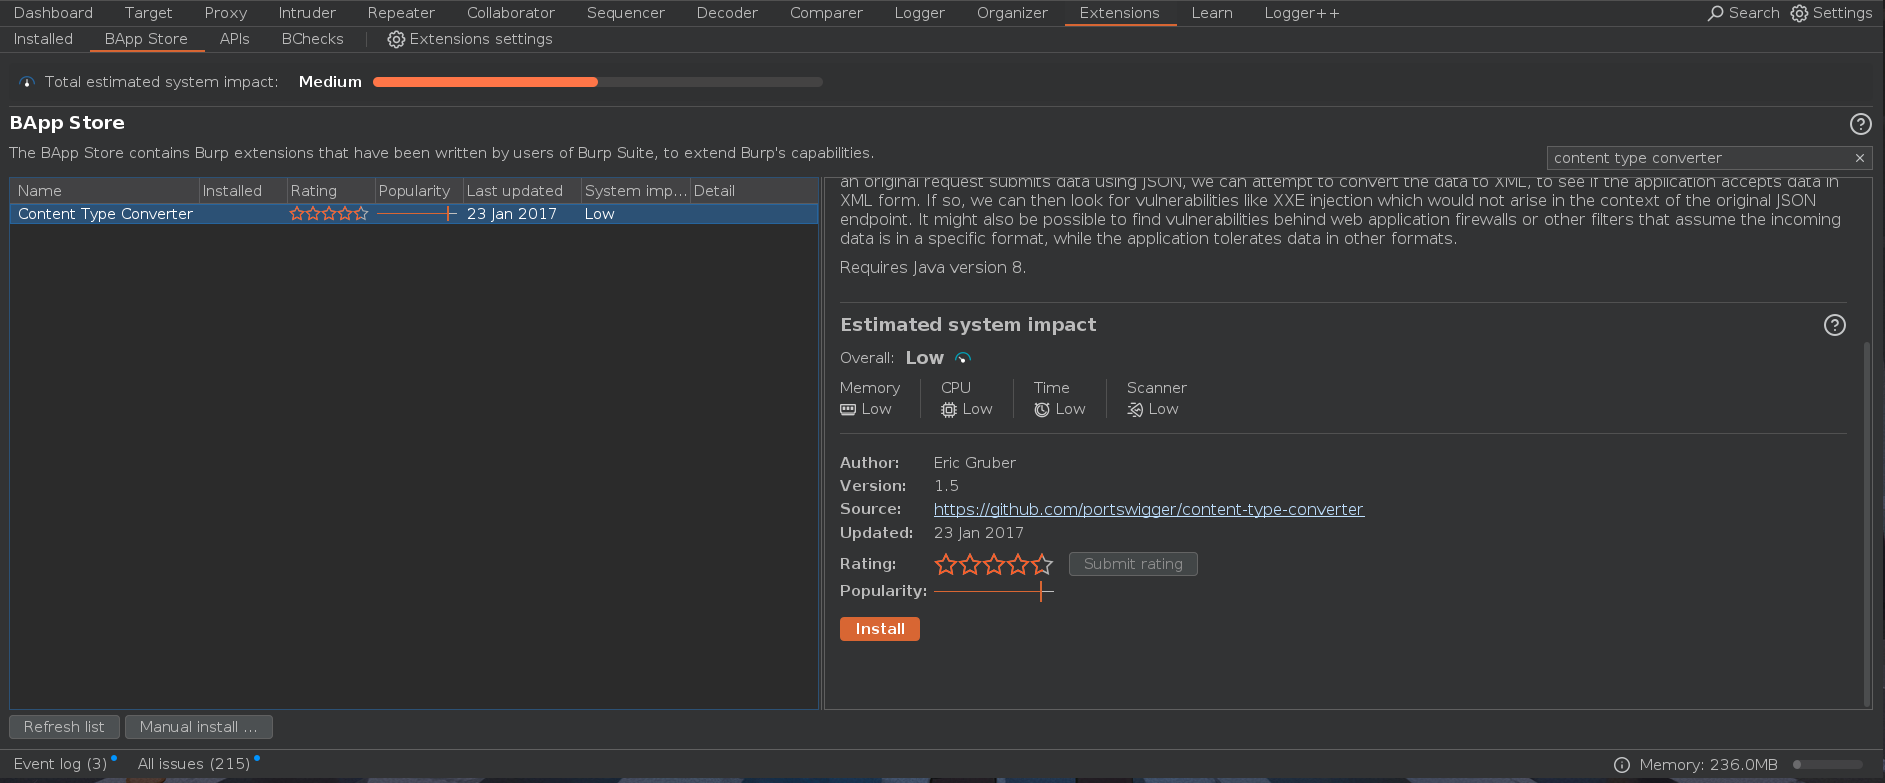 Dashboard Target Proxy Intruder Repeater Collaborator Sequencer Decoder Comparer Logger Organizer Extensions Learn Logger++ Search Settings
Installed BApp Store APIs BChecks Extensions settings
Total estimated system impact: Medium
BApp Store
The BApp Store contains Burp extensions that have been written by users of Burp Suite, to extend Burp's capabilities.
content type converter
Name Installed Rating Popularity Last updated System imp... Detail
Content Type Converter 23 Jan 2017 Low
an original request submits data using JSON, we can attempt to convert the data to XML, to see if the application accepts data in
XML form. If so, we can then look for vulnerabilities like XXE injection which would not arise in the context of the original JSON
endpoint. It might also be possible to find vulnerabilities behind web application firewalls or other filters that assume the incoming
data is in a specific format, while the application tolerates data in other formats.
Requires Java version 8.
Estimated system impact
Overall: Low
Memory CPU Time Scanner
Low Low Low Low
Author: Eric Gruber
Version: 1.5
Source: https://github.com/portswigger/content-type-converter
Updated: 23 Jan 2017
Rating: Submit rating
Popularity:
Install
Refresh list Manual install ...
Event log (3) All issues (215) Memory: 236.0MB